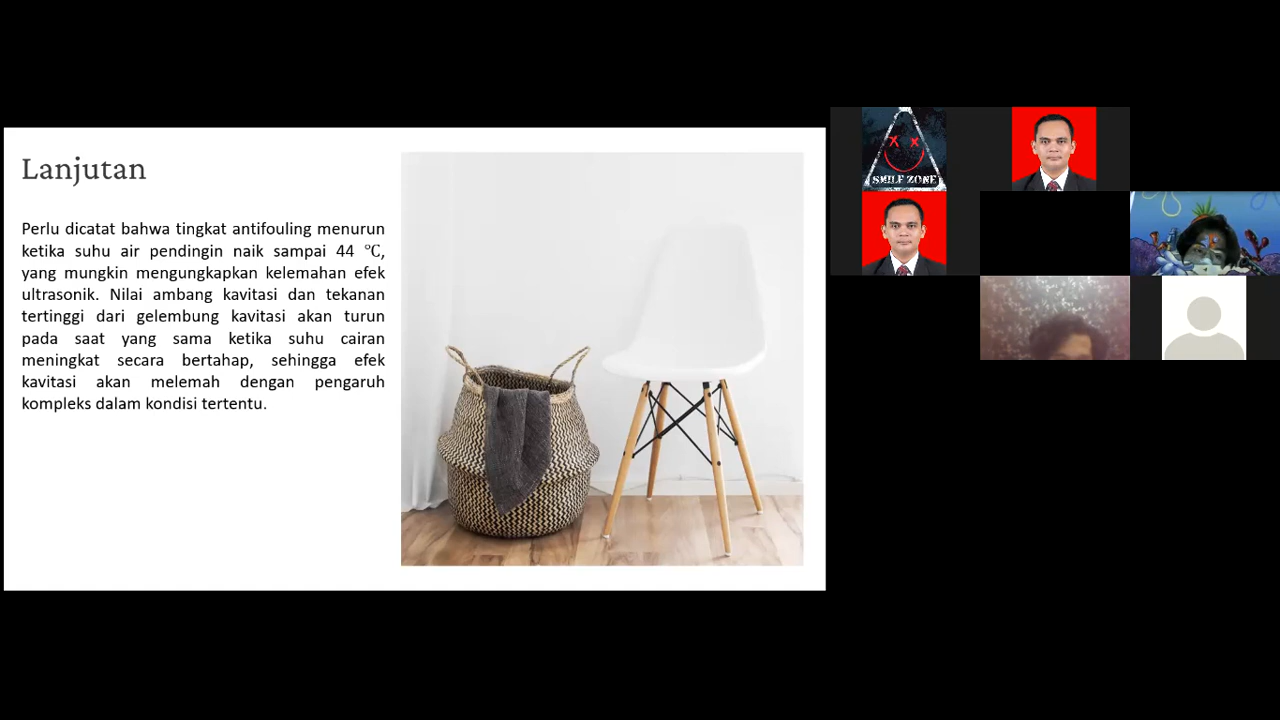 Lanjutan
Perlu dicatat bahwa tingkat antifouling menurun
ketika suhu air pendingin naik sampai 44 ℃,
yang mungkin mengungkapkan kelemahan efek
ultrasonik. Nilai ambang kavitasi dan tekanan
tertinggi dari gelembung kavitasi akan turun
pada saat yang sama ketika suhu cairan
meningkat secara bertahap, sehingga efek
kavitasi akan melemah dengan pengaruh
kompleks dalam kondisi tertentu.
SMILE ZONE